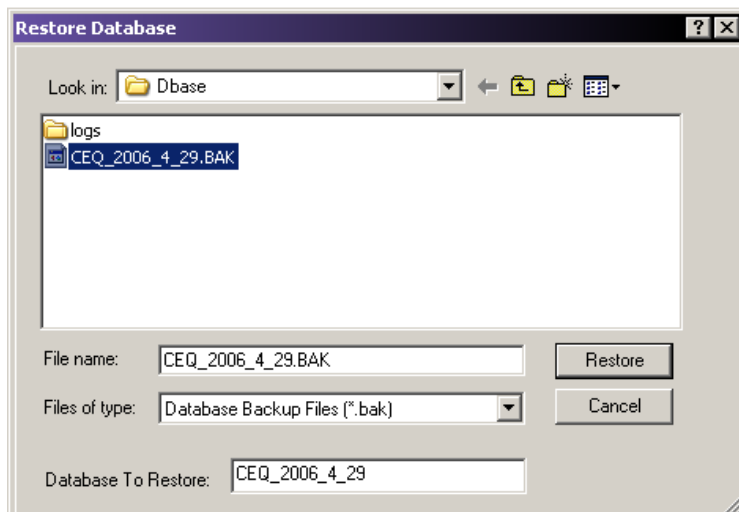 Restore Database
Look in: Dbase
logs
CEQ_2006_4_29.BAK
File name: CEQ_2006_4_29.BAK Restore
Files of type: Database Backup Files (*.bak) Cancel
Database To Restore: CEQ_2006_4_29